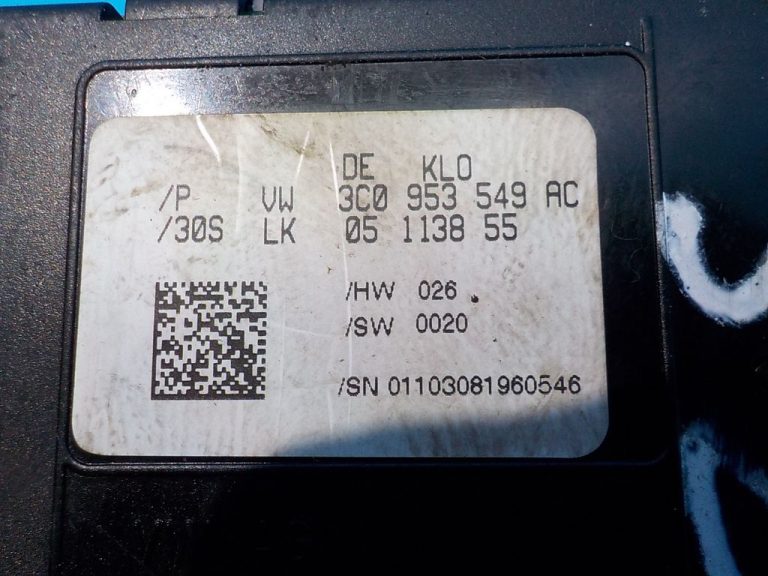 DE KLO
/P VW 3C0 953 549 AC
/30S LK 05 1138 55
/HW 026
/SW 0020
/SN 01103081960546